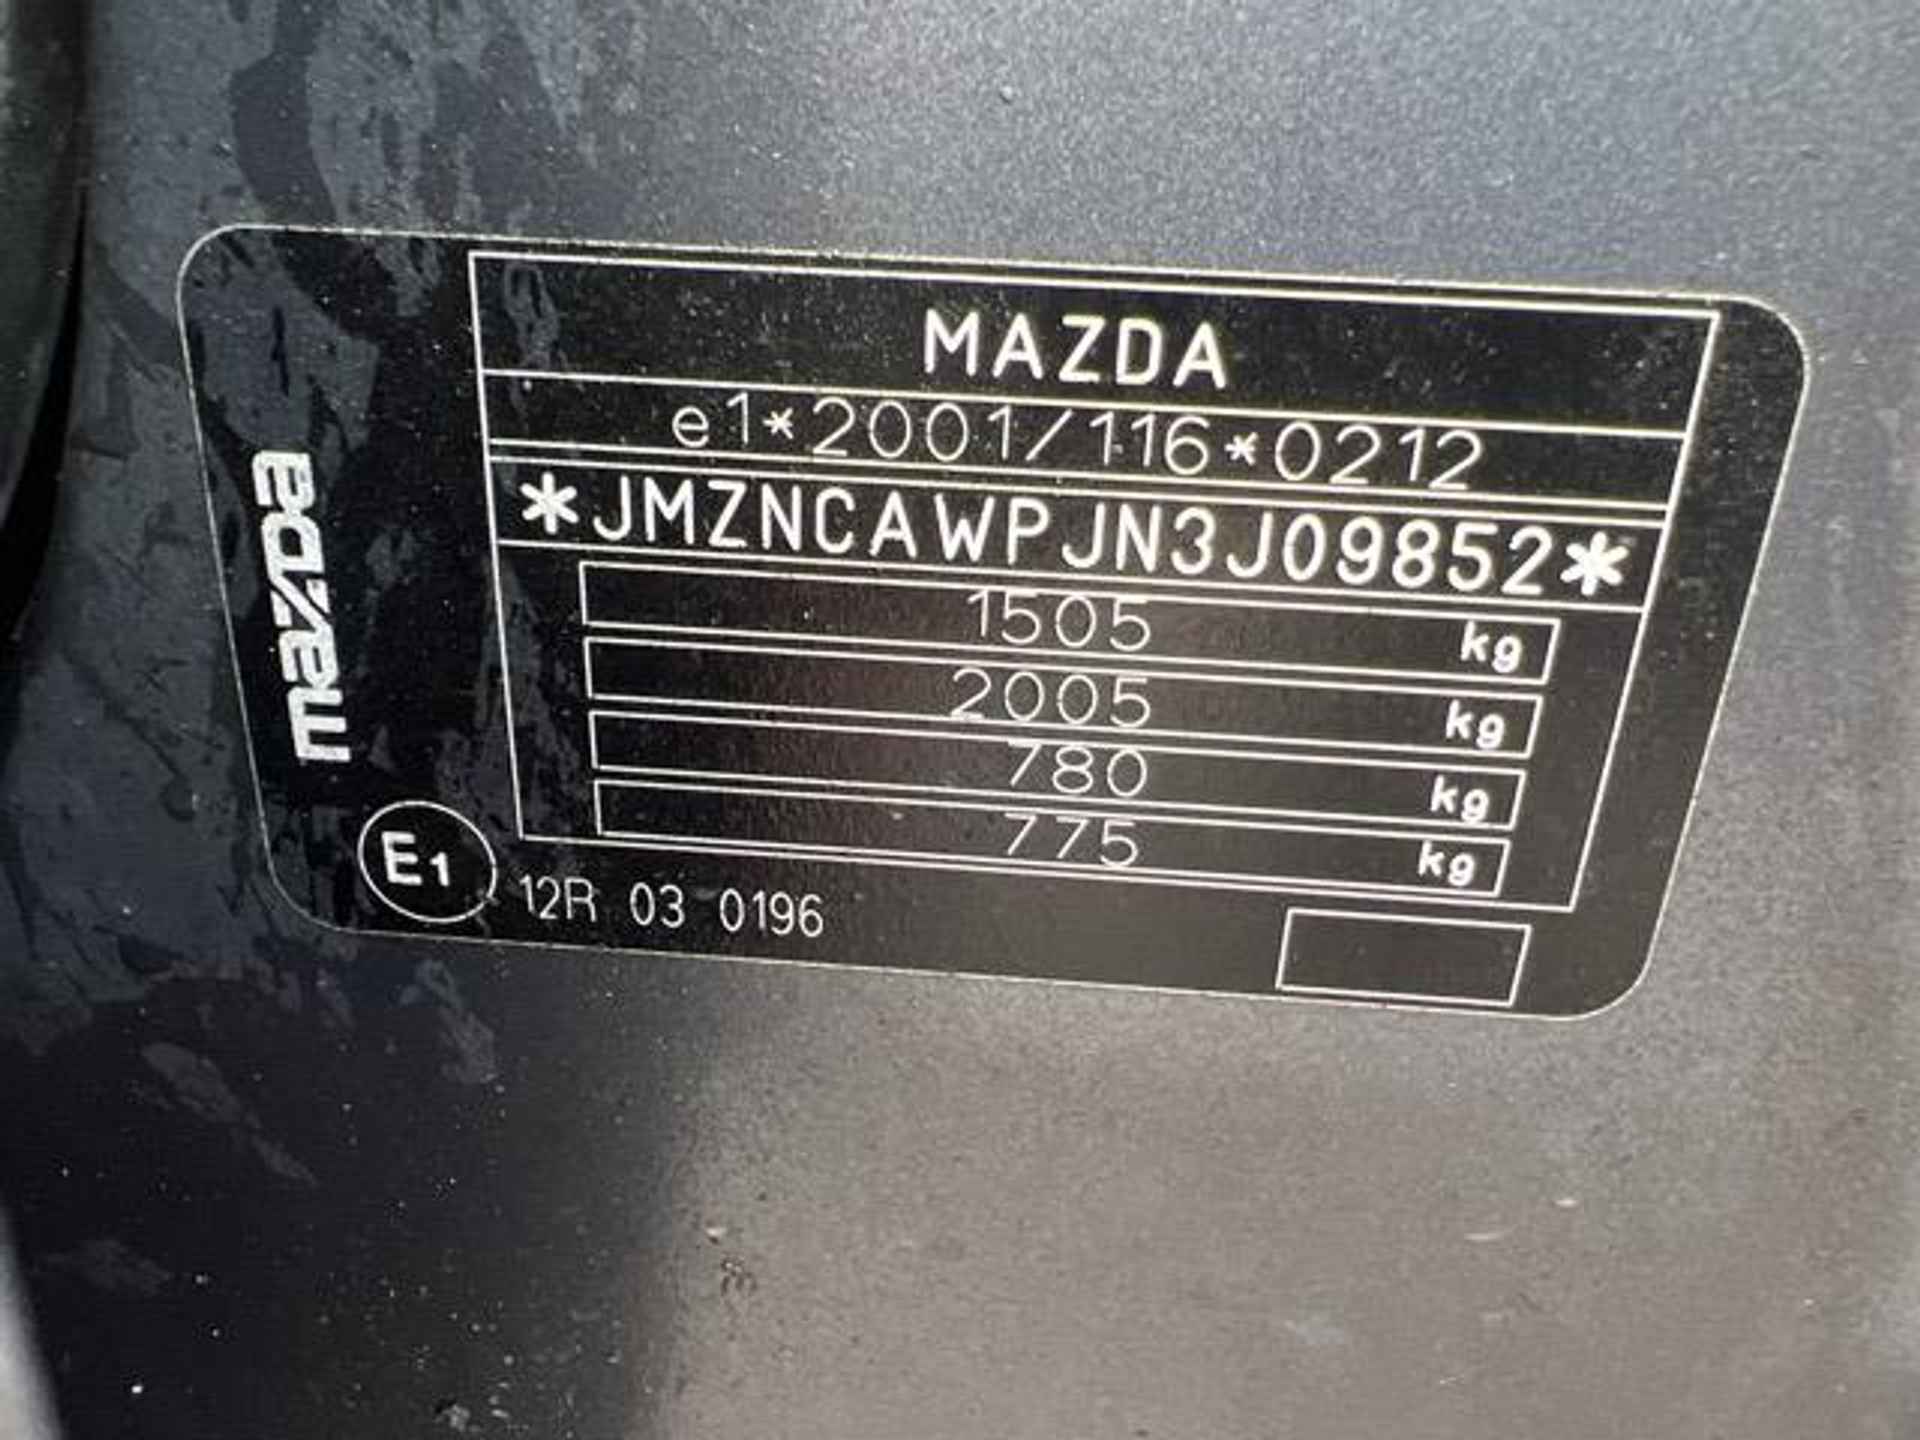 MAZDA
e1*2001/116*0212
*JMZNCAWPJN3J09852*
1505 kg
2005 kg
780 kg
775 kg
mazda
E1 12R 03 0196